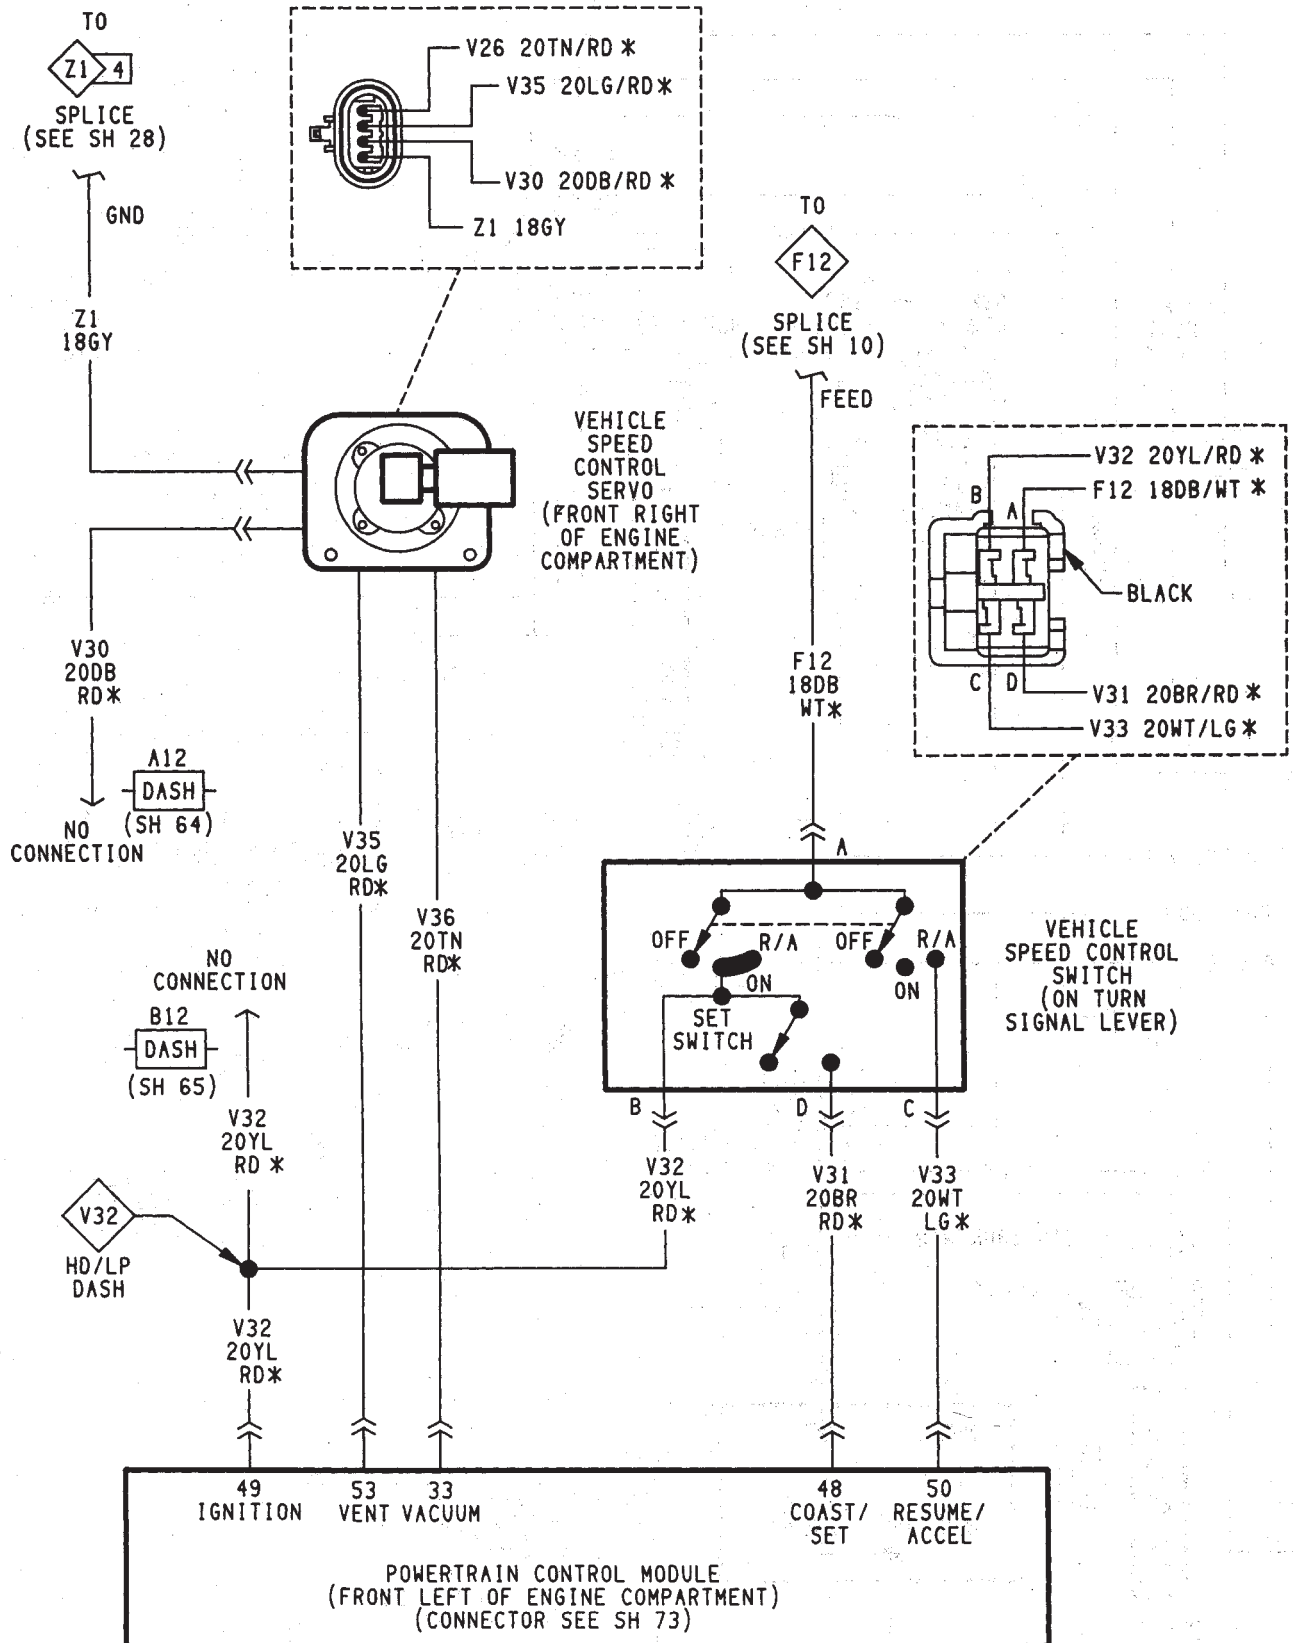 TO
Z1 4
SPLICE
(SEE SH 28)
GND
Z1
18GY
V26 20TN/RD *
V35 20LG/RD *
V30 20DB/RD *
Z1 18GY
TO
F12
SPLICE
(SEE SH 10)
FEED
VEHICLE
SPEED
CONTROL
SERVO
(FRONT RIGHT
OF ENGINE
COMPARTMENT)
V32 20YL/RD *
F12 18DB/WT *
B A
BLACK
C D
V31 20BR/RD *
V33 20WT/LG *
V30
20DB
RD*
A12
DASH
(SH 64)
NO
CONNECTION
F12
18DB
WT*
V35
20LG
RD*
V36
20TN
RD*
A
OFF R/A OFF R/A
ON ON
SET
SWITCH
VEHICLE
SPEED CONTROL
SWITCH
(ON TURN
SIGNAL LEVER)
NO
CONNECTION
B12
DASH
(SH 65)
B D C
V32
20YL
RD *
V32
20YL
RD*
V31
20BR
RD*
V33
20WT
LG*
V32
HD/LP
DASH
V32
20YL
RD*
49 53 33 48 50
IGNITION VENT VACUUM COAST/ RESUME/
SET ACCEL
POWERTRAIN CONTROL MODULE
(FRONT LEFT OF ENGINE COMPARTMENT)
(CONNECTOR SEE SH 73)